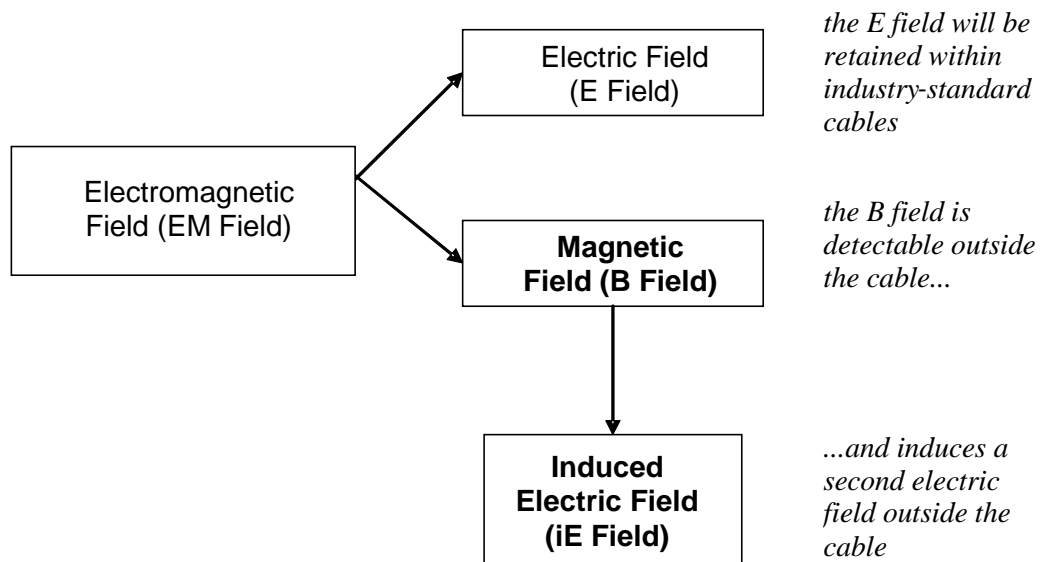 Electric Field
(E Field)
the E field will be
retained within
industry-standard
cables
Electromagnetic
Field (EM Field)
Magnetic
Field (B Field)
the B field is
detectable outside
the cable...
Induced
Electric Field
(iE Field)
...and induces a
second electric
field outside the
cable